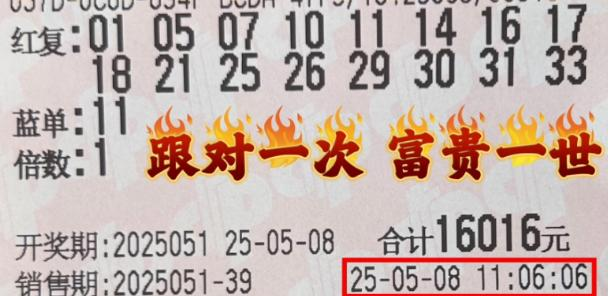 红复:01 05 07 10 11 14 16 17
18 21 25 26 29 30 31 33
蓝单:11
倍数:1
跟对一次 富贵一世
开奖期:2025051 25-05-08 合计16016元
销售期:2025051-39 25-05-08 11:06:06